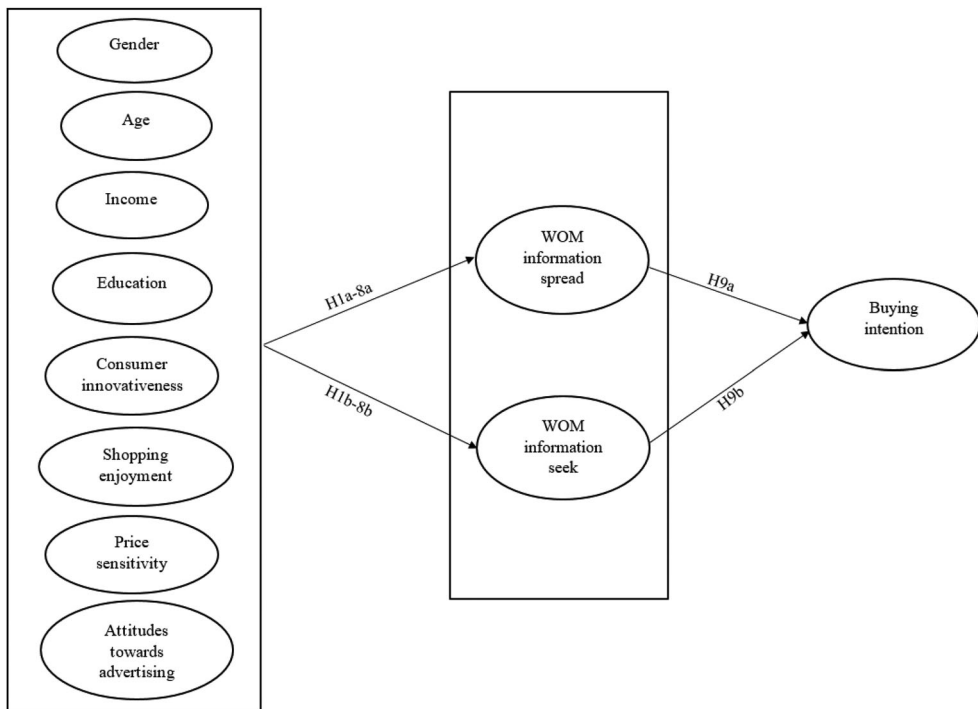 Gender
Age
Income
Education
Consumer
innovativeness
Shopping
enjoyment
Price
sensitivity
Attitudes
towards
advertising
H1a-8a
H1b-8b
WOM
information
spread
WOM
information
seek
H9a
H9b
Buying
intention